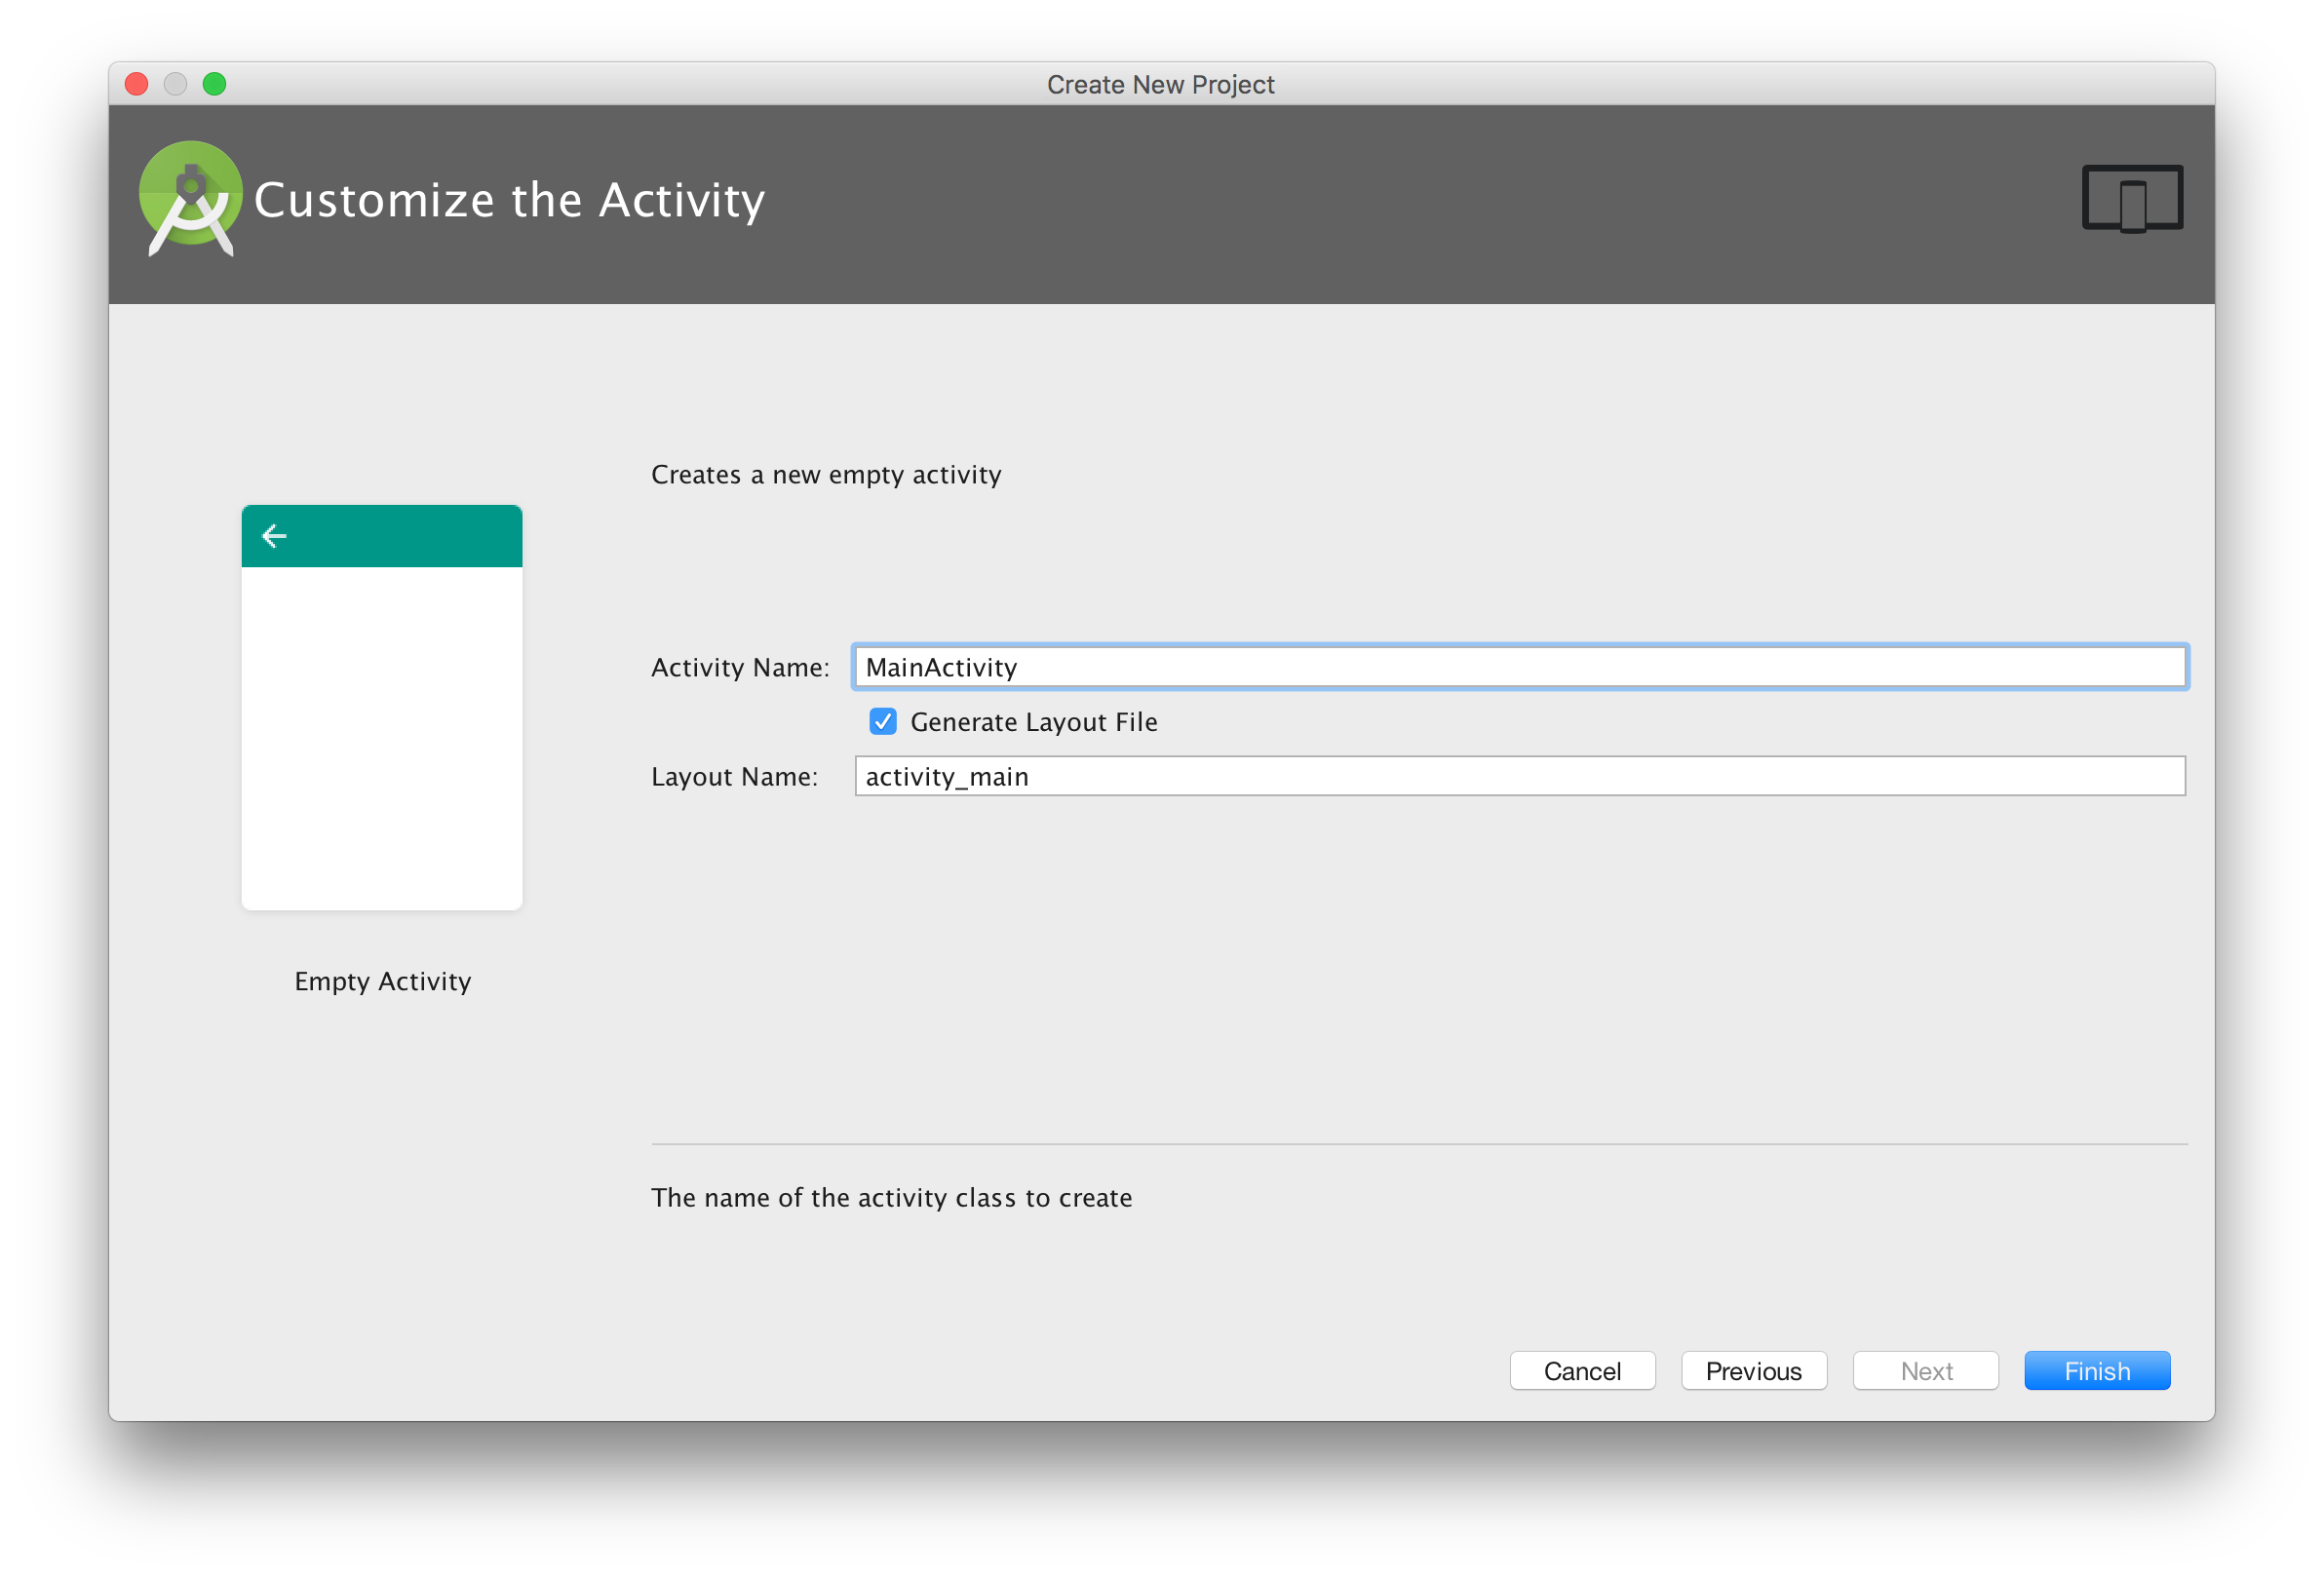 Create New Project
Customize the Activity
Creates a new empty activity
Activity Name: MainActivity
Generate Layout File
Layout Name: activity_main
Empty Activity
The name of the activity class to create
Cancel Previous Next Finish